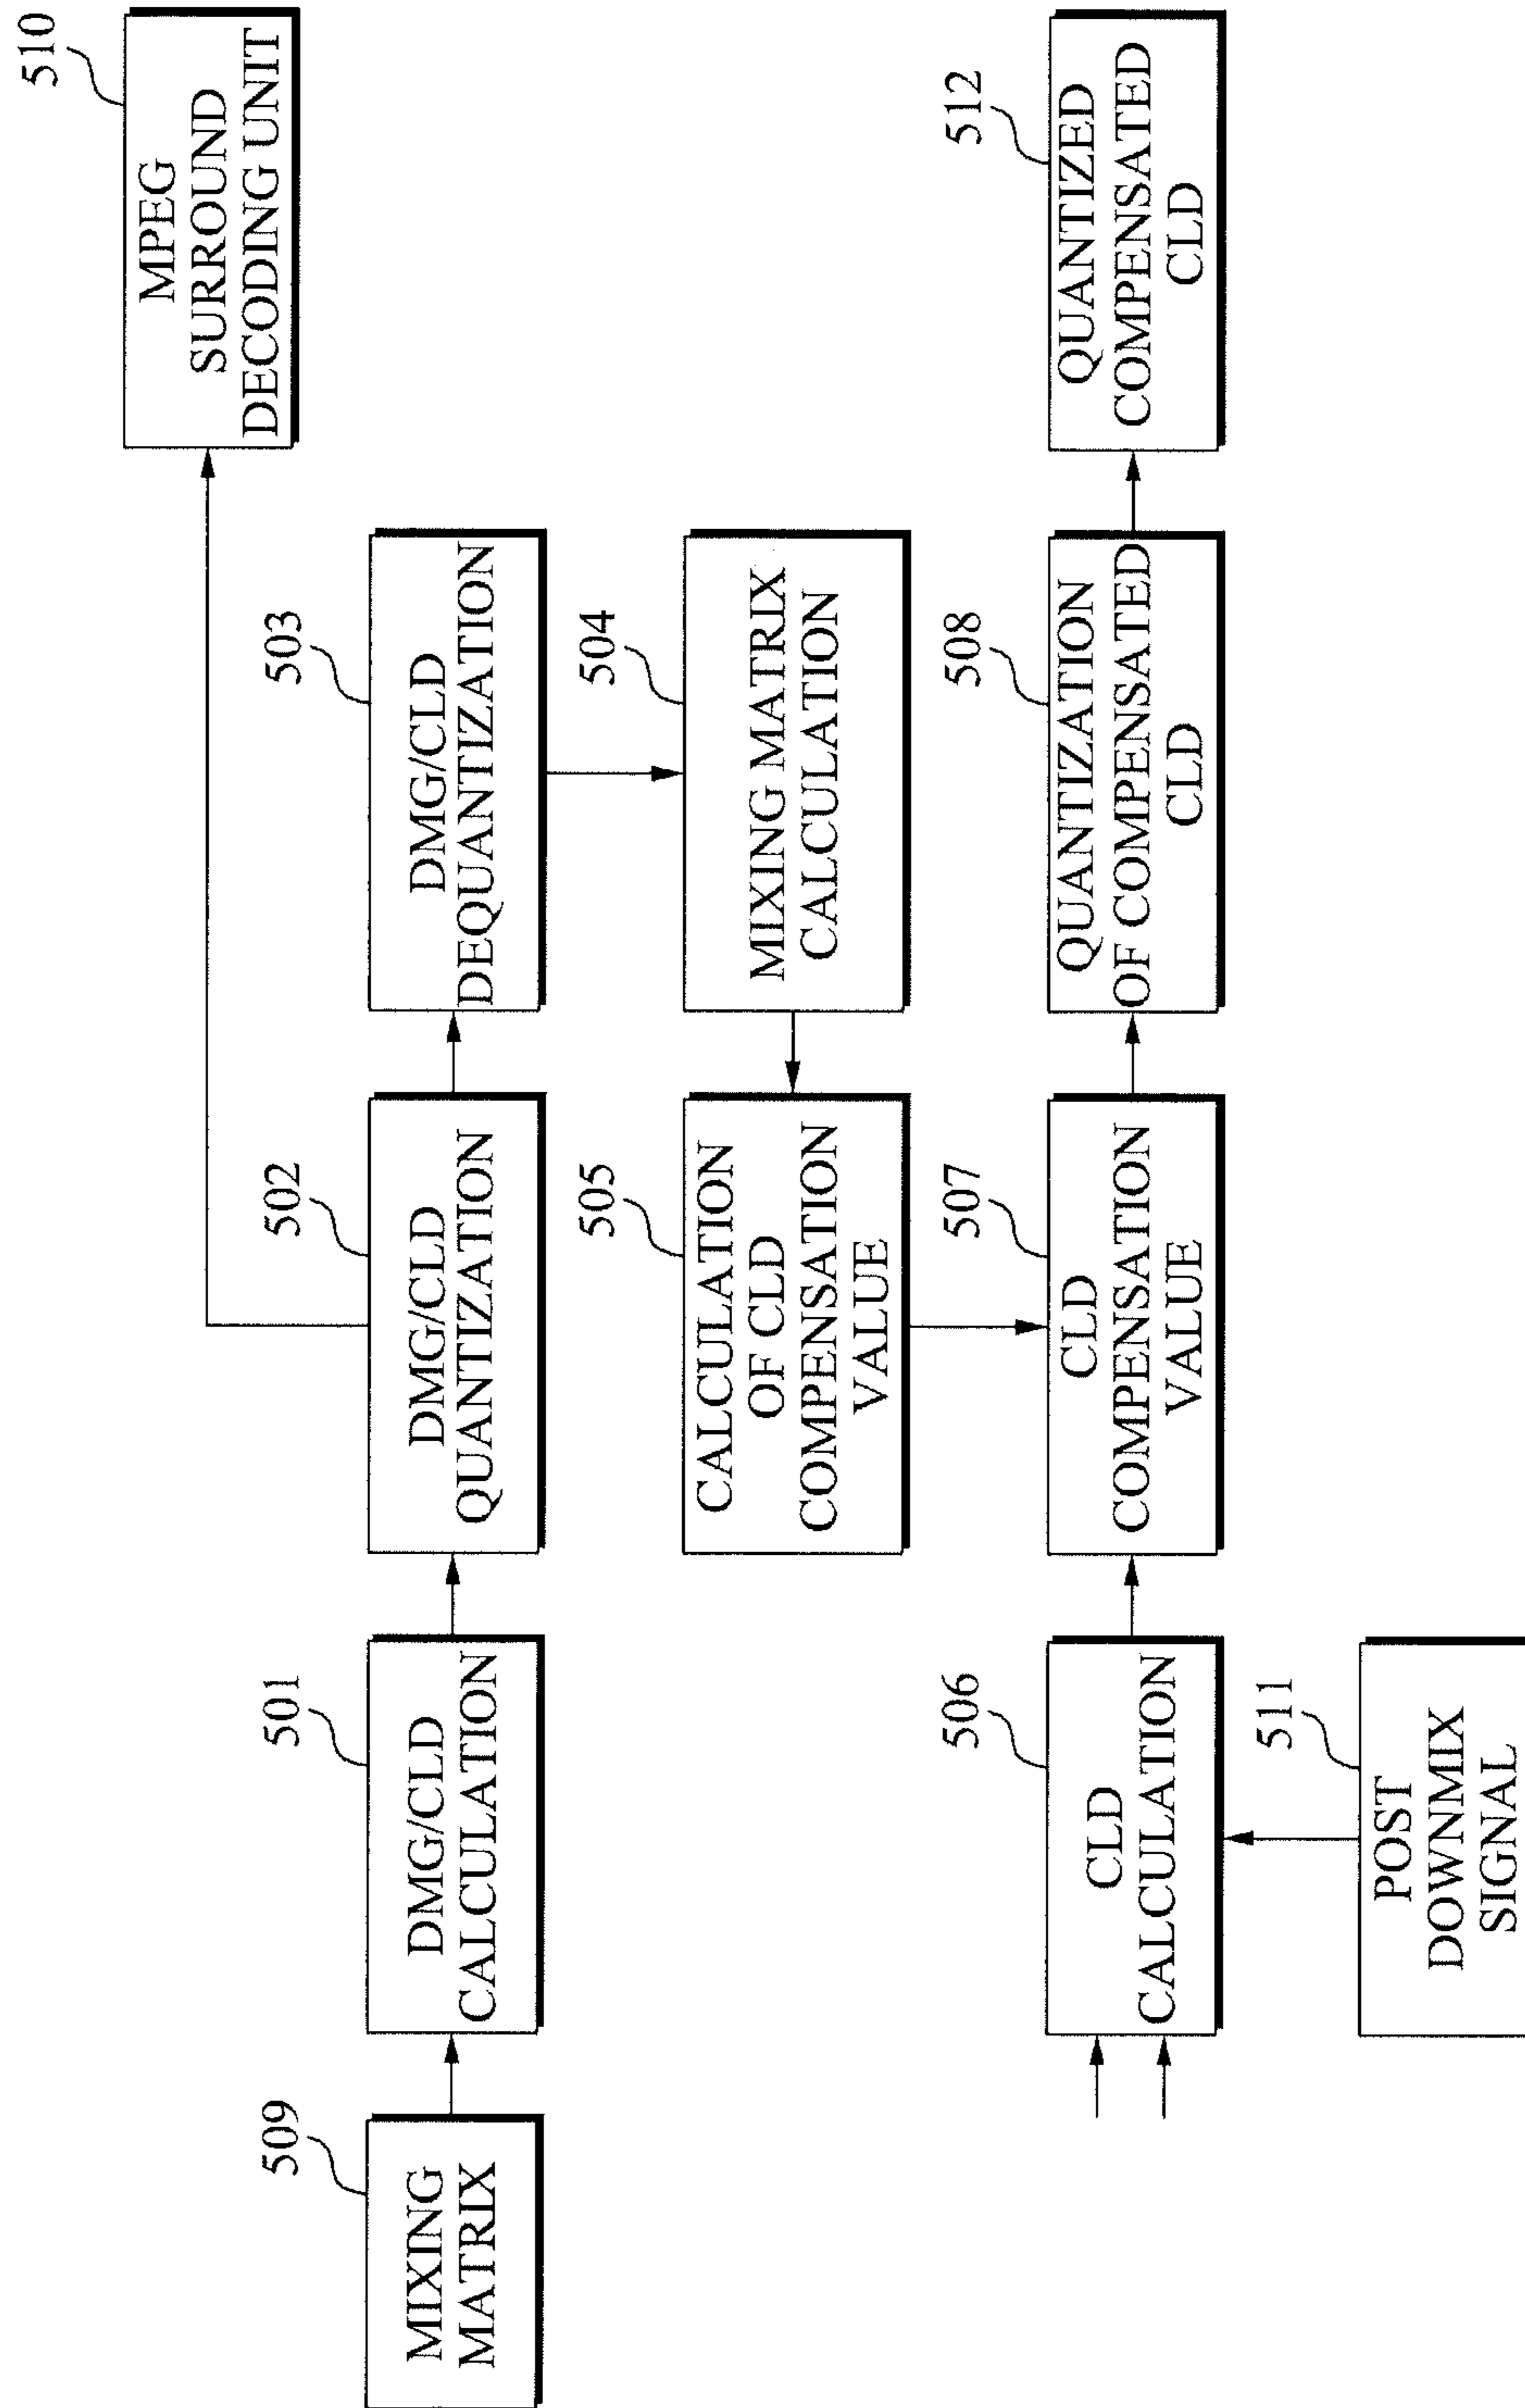 510
MPEG
SURROUND
DECODING UNIT
509
MIXING
MATRIX
501
DMG/CLD
CALCULATION
502
DMG/CLD
QUANTIZATION
503
DMG/CLD
DEQUANTIZATION
505
CALCULATION
OF CLD
COMPENSATION
VALUE
504
MIXING MATRIX
CALCULATION
506
CLD
CALCULATION
507
CLD
COMPENSATION
VALUE
508
QUANTIZATION
OF COMPENSATED
CLD
512
QUANTIZED
COMPENSATED
CLD
511
POST
DOWNMIX
SIGNAL